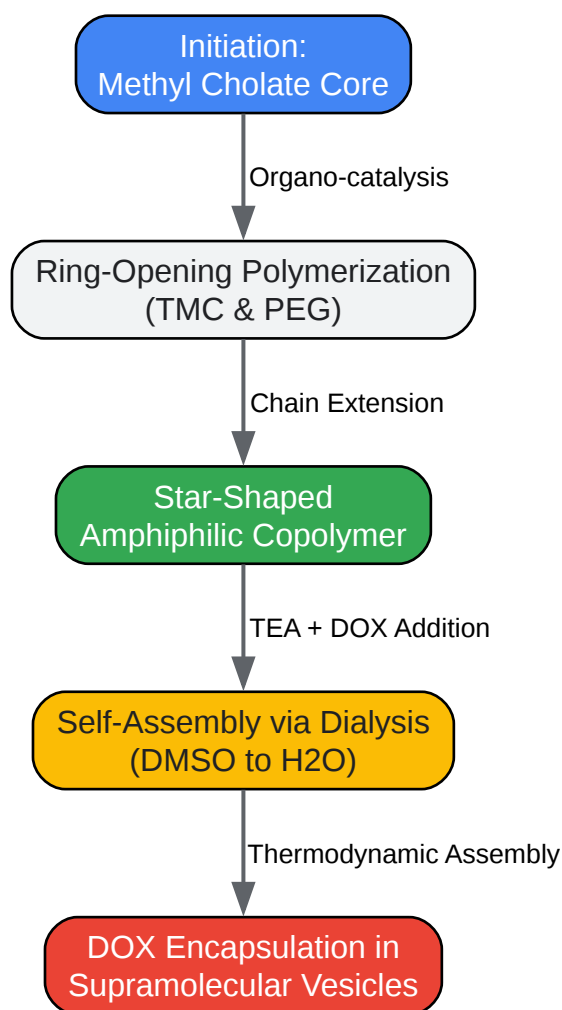 Initiation:
Methyl Cholate Core
Organo-catalysis
Ring-Opening Polymerization
(TMC & PEG)
Chain Extension
Star-Shaped
Amphiphilic Copolymer
TEA + DOX Addition
Self-Assembly via Dialysis
(DMSO to H2O)
Thermodynamic Assembly
DOX Encapsulation in
Supramolecular Vesicles